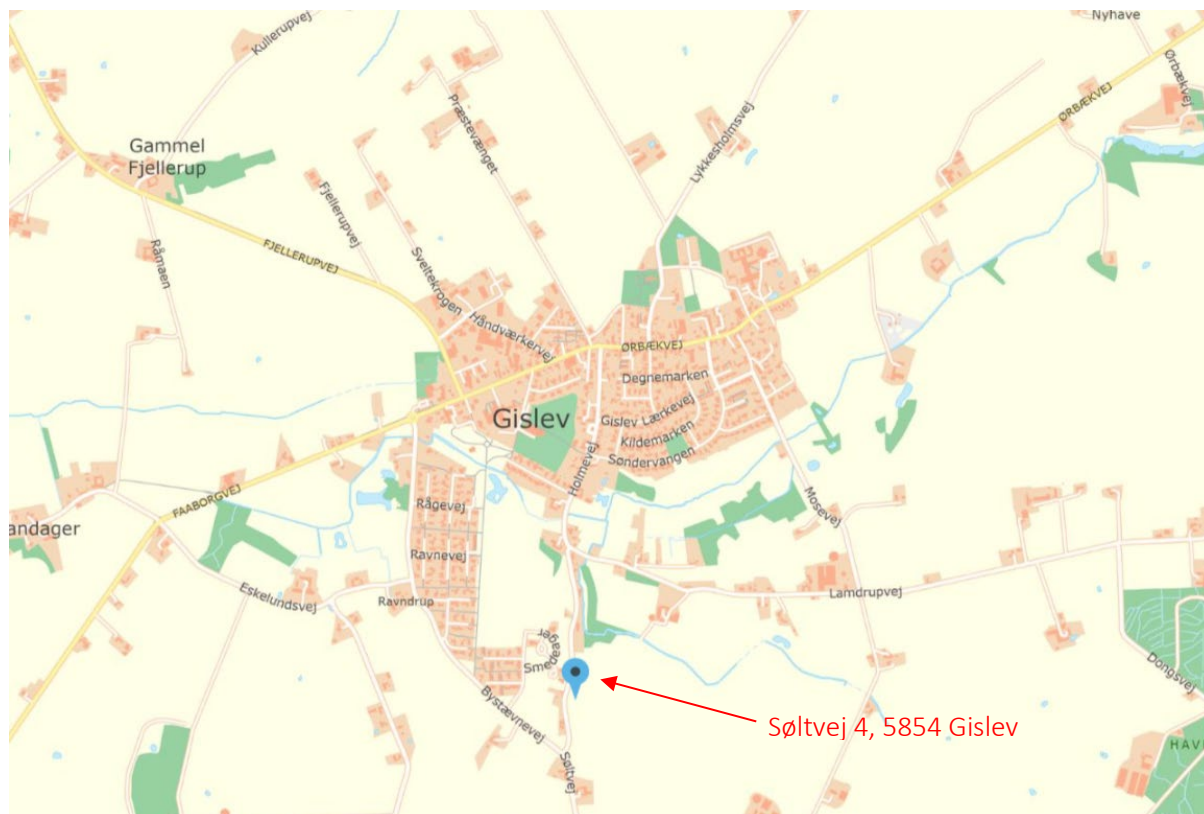 Nyhave
Kullerupvej
Ørbækvej
Præstevænget
ØRBÆKVEJ
Lykkesholmsvej
Gammel
Fjellerup
Fjellerupvej
Råmaen
FJELLERUPVEJ
Sveltekrogen
Håndværkervej
ØRBÆKVEJ
Degnemarken
Gislev
Gislev Lærkevej
Kildemarken
Søndervangen
Holmevej
FAABORGVEJ
Rågevej
Mosevej
andager
Ravnevej
Eskelundsvej
Ravndrup
Lamdrupvej
Smedeager
Dongsvej
Bystævnevej
Søltvej
Søltvej 4, 5854 Gislev
HAV